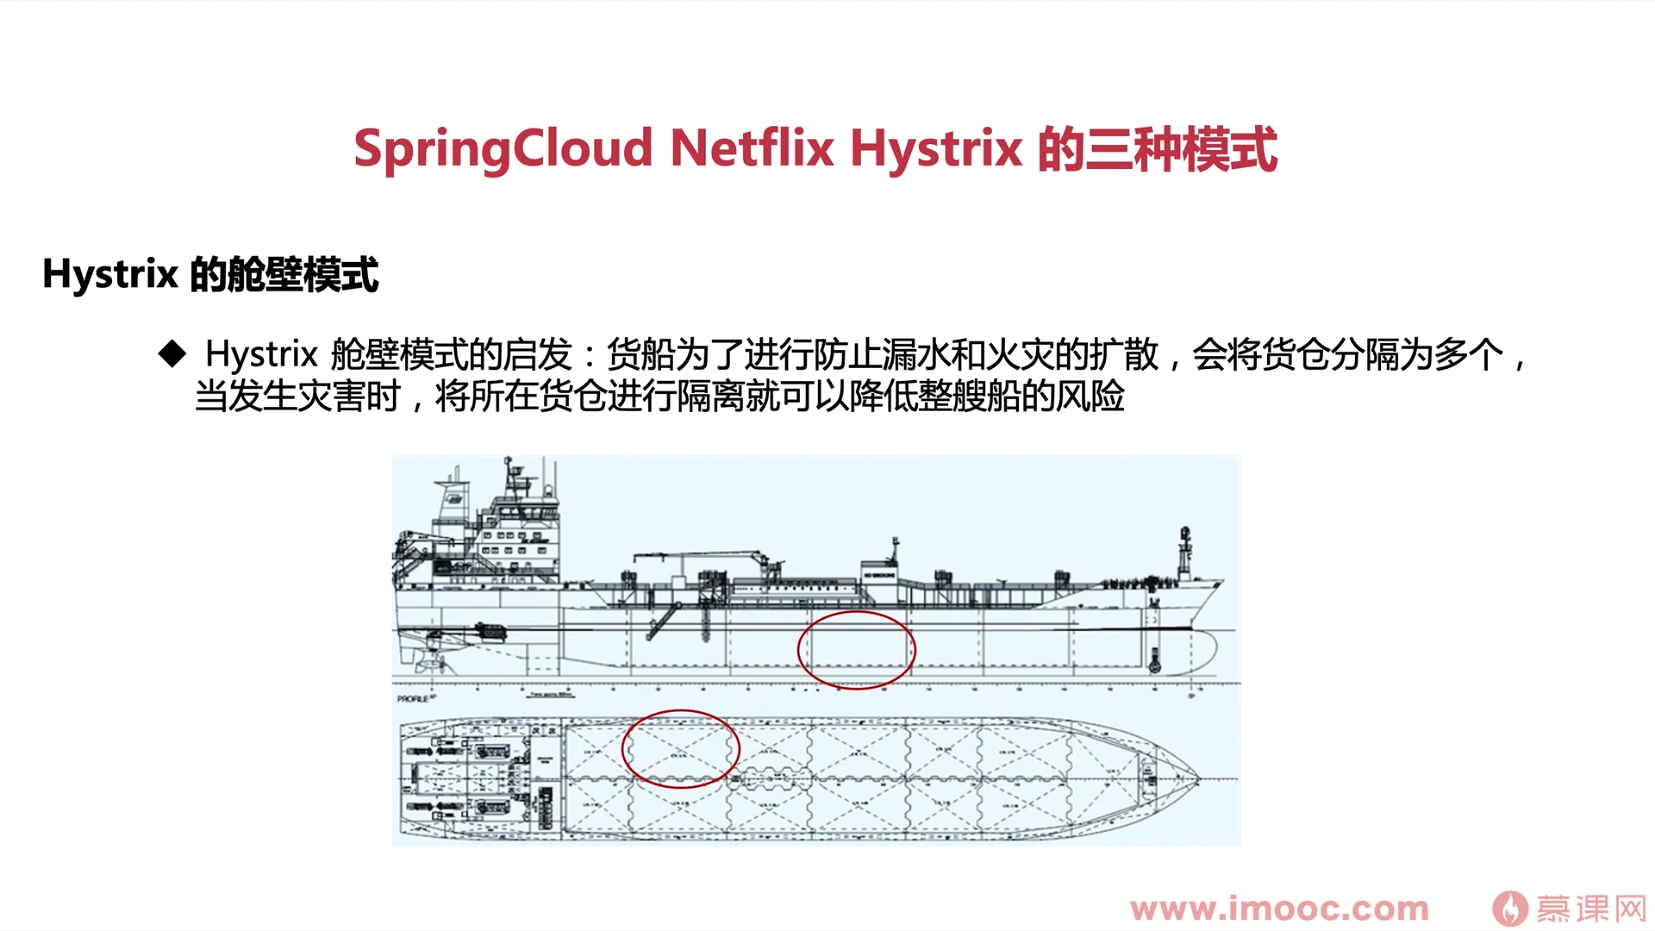 SpringCloud Netflix Hystrix 的三种模式
Hystrix 的舱壁模式
◆ Hystrix 舱壁模式的启发：货船为了进行防止漏水和火灾的扩散，会将货仓分隔为多个，
当发生灾害时，将所在货仓进行隔离就可以降低整艘船的风险
NO SMOKING
PROFILE
www.imooc.com
慕课网